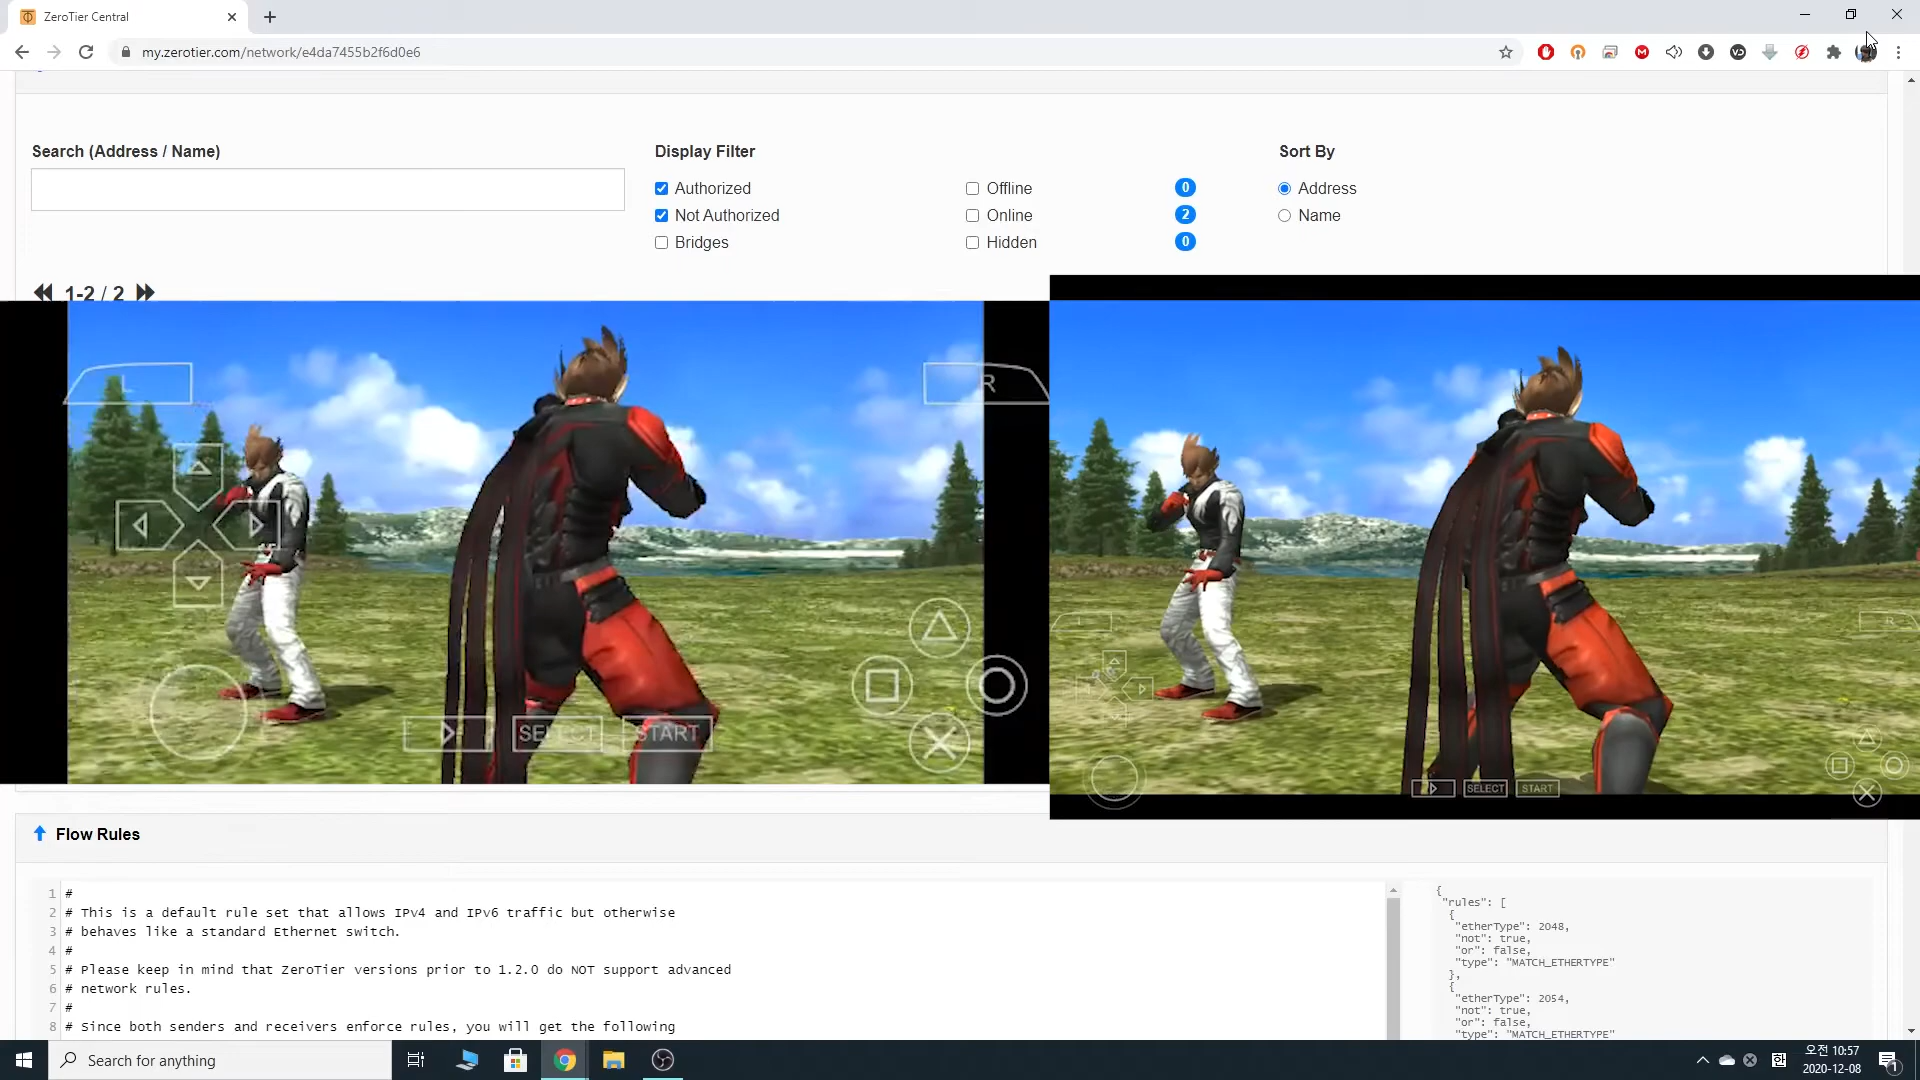 ZeroTier Central
my.zerotier.com/network/e4da7455b2f6d0e6
Search (Address / Name)
Display Filter
Sort By
Authorized
Offline
0
Address
Not Authorized
Online
2
Name
Bridges
Hidden
0
1-2 / 2
L
R
SELECT
START
L
R
SELECT
START
Flow Rules
1 #
2 # This is a default rule set that allows IPv4 and IPv6 traffic but otherwise
3 # behaves like a standard Ethernet switch.
4 #
5 # Please keep in mind that ZeroTier versions prior to 1.2.0 do NOT support advanced
6 # network rules.
7 #
8 # Since both senders and receivers enforce rules, you will get the following
{
"rules": [
{
"etherType": 2048,
"not": true,
"or": false,
"type": "MATCH_ETHERTYPE"
},
{
"etherType": 2054,
"not": true,
"or": false,
"type": "MATCH_ETHERTYPE"
Search for anything
오전 10:57
2020-12-08
1